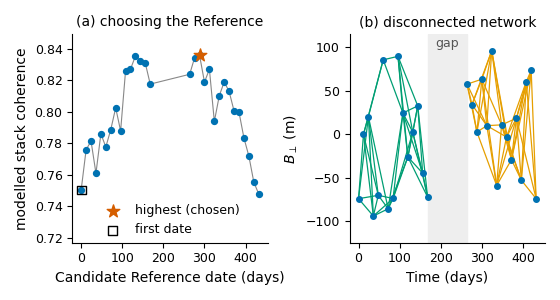 (a) choosing the Reference
modelled stack coherence
0.84
0.82
0.80
0.78
0.76
0.74
0.72
highest (chosen)
first date
0 100 200 300 400
Candidate Reference date (days)
(b) disconnected network
gap
B⊥ (m)
100
50
0
−50
−100
0 100 200 300 400
Time (days)